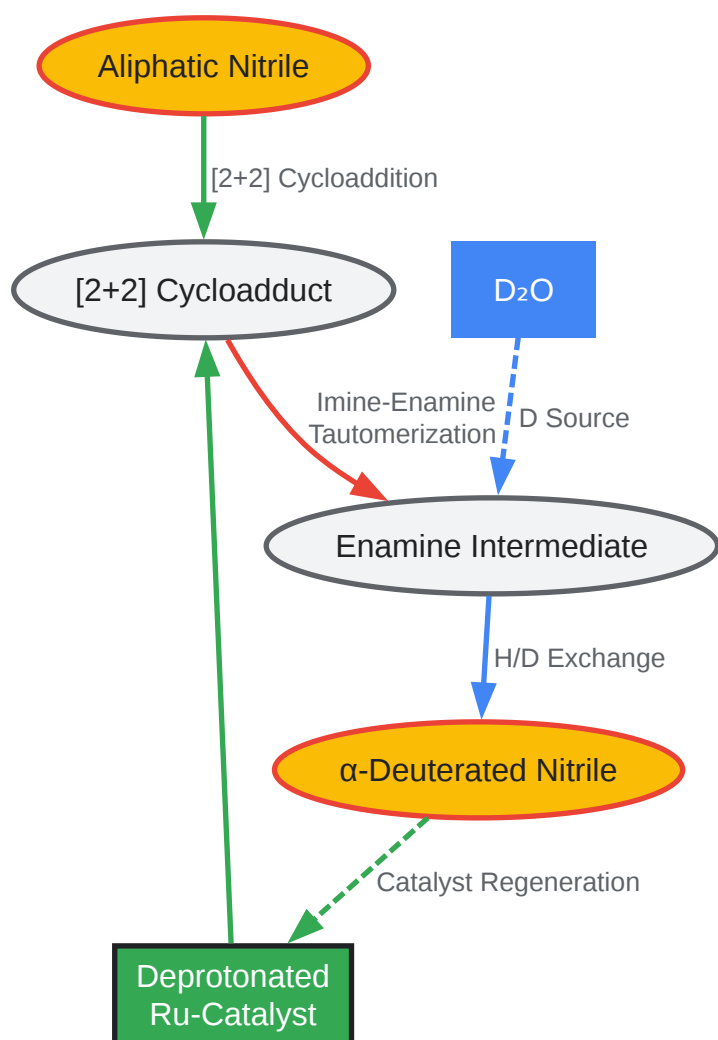 Aliphatic Nitrile
[2+2] Cycloaddition
[2+2] Cycloadduct
D₂O
Imine-Enamine
Tautomerization
D Source
Enamine Intermediate
H/D Exchange
α-Deuterated Nitrile
Catalyst Regeneration
Deprotonated
Ru-Catalyst